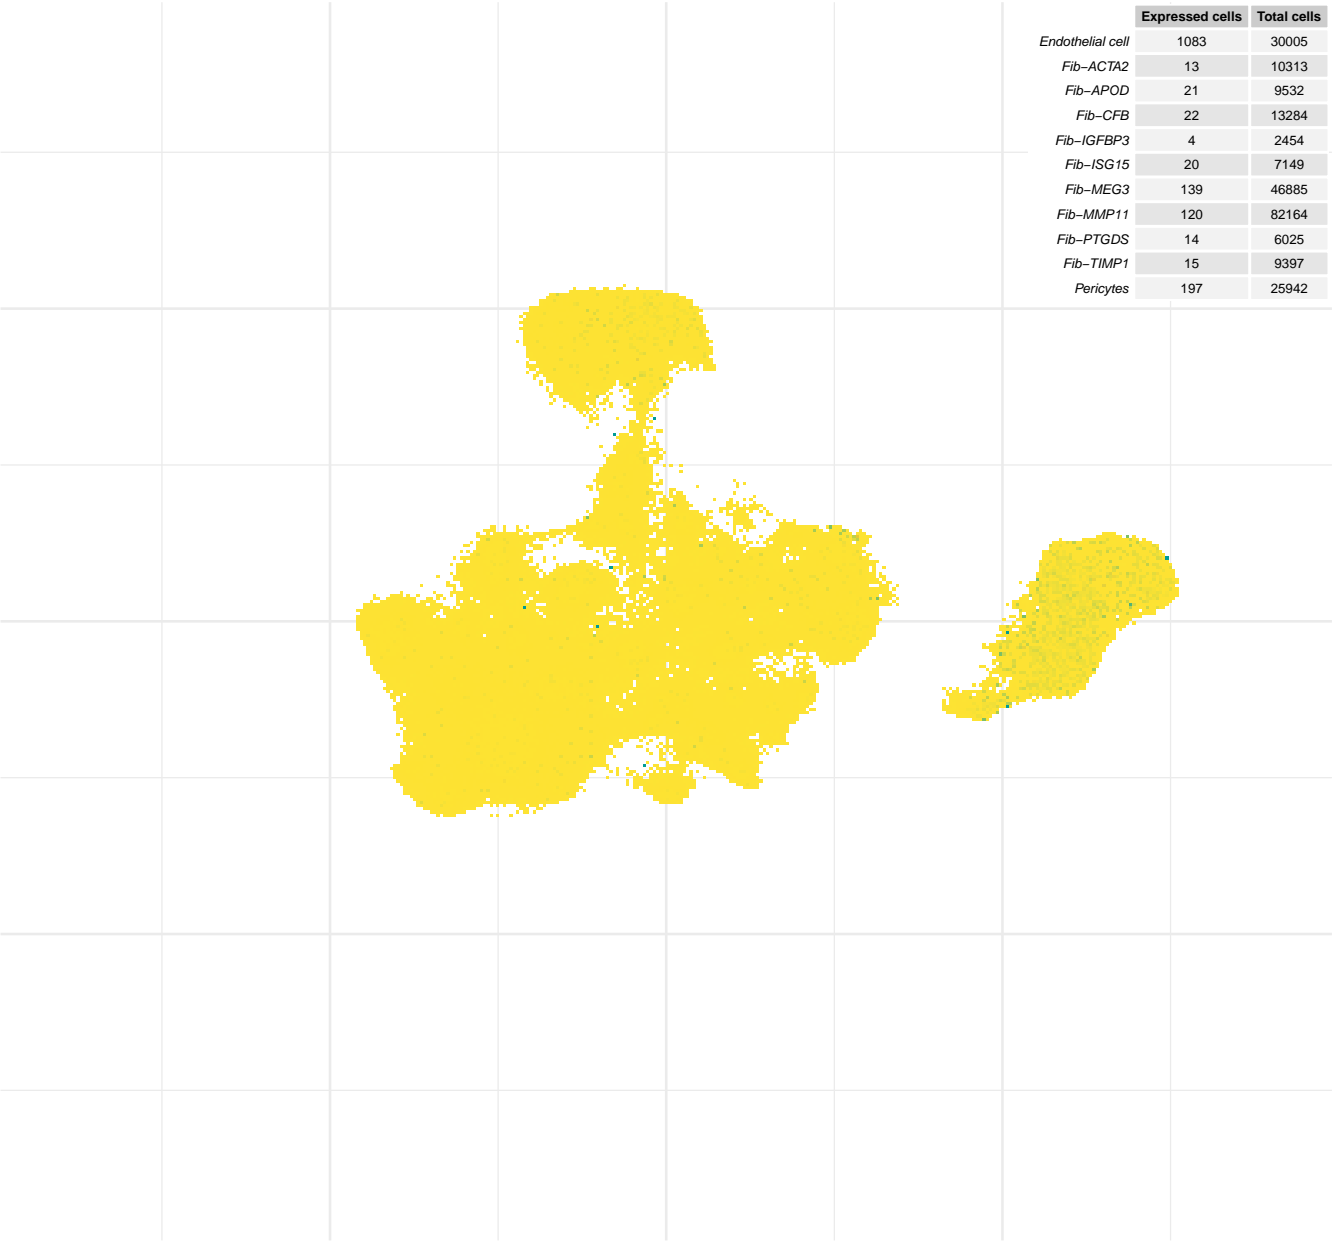 Expressed cells Total cells
Endothelial cell 1083 30005
Fib−ACTA2 13 10313
Fib−APOD 21 9532
Fib−CFB 22 13284
Fib−IGFBP3 4 2454
Fib−ISG15 20 7149
Fib−MEG3 139 46885
Fib−MMP11 120 82164
Fib−PTGDS 14 6025
Fib−TIMP1 15 9397
Pericytes 197 25942